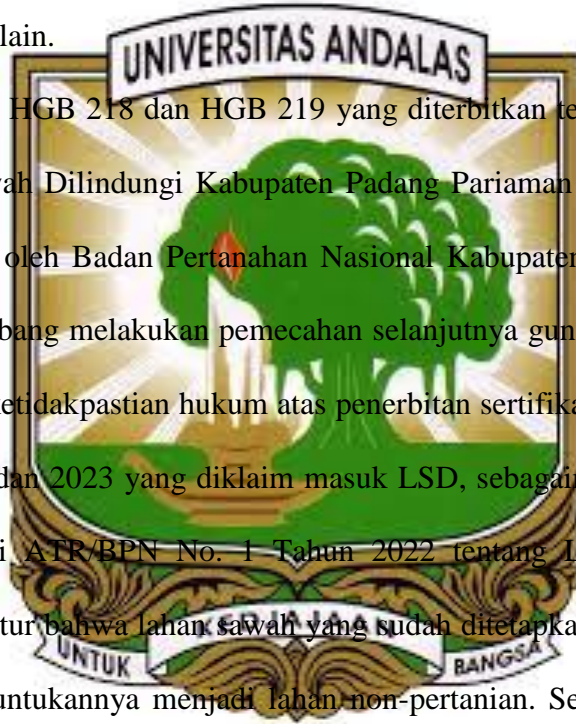 lain.
UNIVERSITAS ANDALAS
HGB 218 dan HGB 219 yang diterbitkan te
ah Dilindungi Kabupaten Padang Pariaman
oleh Badan Pertanahan Nasional Kabupaten
bang melakukan pemecahan selanjutnya gun
ketidakpastian hukum atas penerbitan sertifika
dan 2023 yang diklaim masuk LSD, sebagain
i ATR/BPN No. 1 Tahun 2022 tentang L
tur bahwa lahan sawah yang sudah ditetapka
UNTUK KEDJAJAAN BANGSA
untukannya menjadi lahan non-pertanian. Se